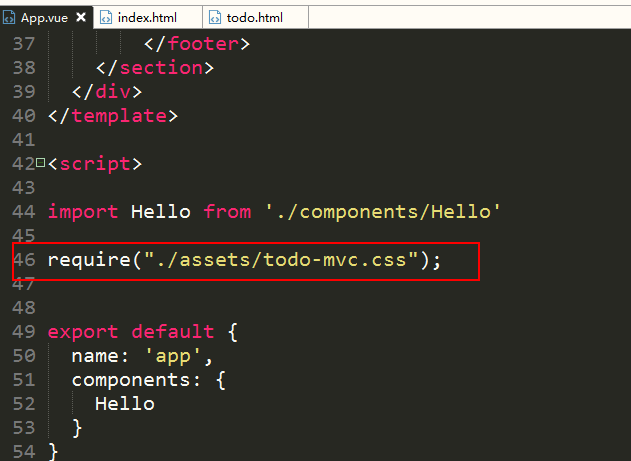 App.vue index.html todo.html
37 </footer>
38 </section>
39 </div>
40 </template>
41
42 <script>
43
44 import Hello from './components/Hello'
45
46 require("./assets/todo-mvc.css");
47
48
49 export default {
50 name: 'app',
51 components: {
52 Hello
53 }
54 }